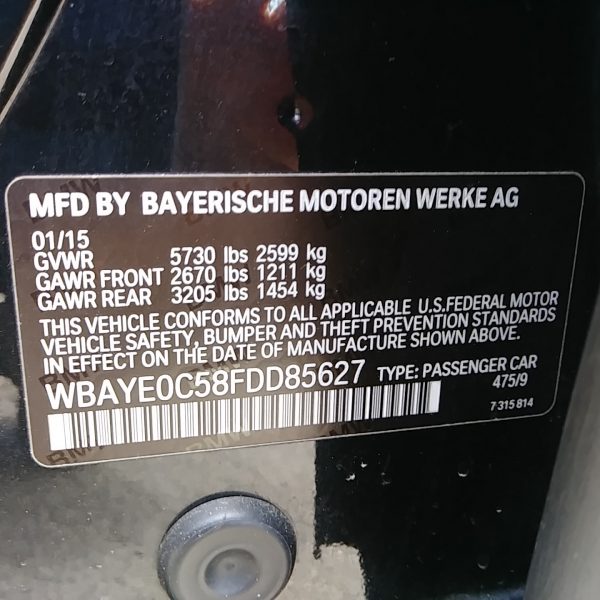 MFD BY BAYERISCHE MOTOREN WERKE AG
01/15
GVWR 5730 lbs 2599 kg
GAWR FRONT 2670 lbs 1211 kg
GAWR REAR 3205 lbs 1454 kg
THIS VEHICLE CONFORMS TO ALL APPLICABLE U.S.FEDERAL MOTOR
VEHICLE SAFETY, BUMPER AND THEFT PREVENTION STANDARDS
IN EFFECT ON THE DATE OF MANUFACTURE SHOWN ABOVE.
WBAYE0C58FDD85627 TYPE: PASSENGER CAR
475/9
7 315 814